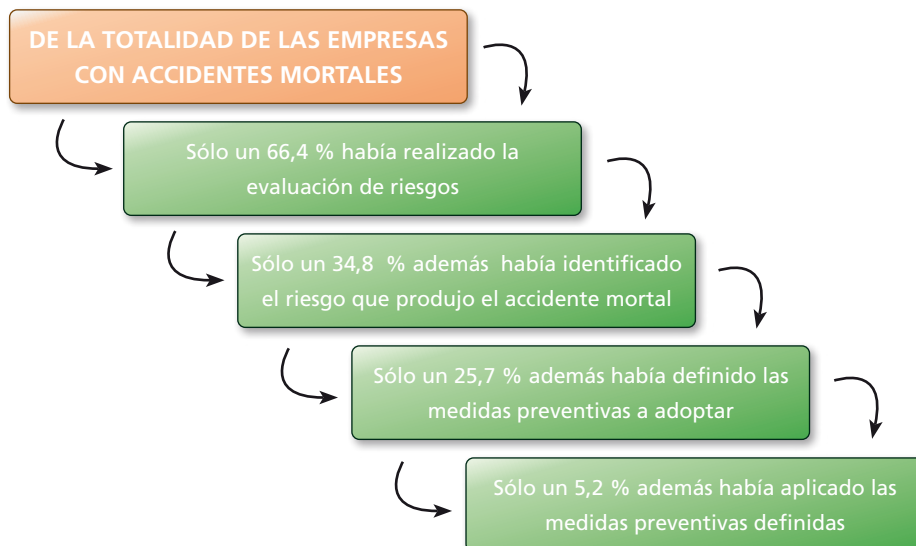 DE LA TOTALIDAD DE LAS EMPRESAS
CON ACCIDENTES MORTALES
Sólo un 66,4 % había realizado la
evaluación de riesgos
Sólo un 34,8 % además había identificado
el riesgo que produjo el accidente mortal
Sólo un 25,7 % además había definido las
medidas preventivas a adoptar
Sólo un 5,2 % además había aplicado las
medidas preventivas definidas